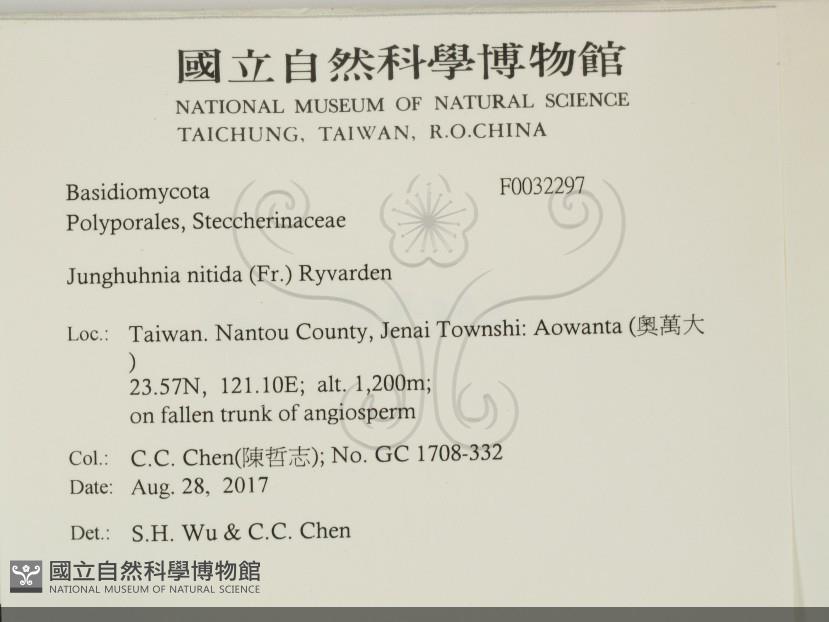 國立自然科學博物館
NATIONAL MUSEUM OF NATURAL SCIENCE
TAICHUNG, TAIWAN, R.O.CHINA
Basidiomycota F0032297
Polyporales, Steccherinaceae
Junghuhnia nitida (Fr.) Ryvarden
Loc.: Taiwan. Nantou County, Jenai Townshi: Aowanta (奧萬大
)
23.57N, 121.10E; alt. 1,200m;
on fallen trunk of angiosperm
Col.: C.C. Chen(陳哲志); No. GC 1708-332
Date: Aug. 28, 2017
Det.: S.H. Wu & C.C. Chen
國立自然科學博物館
NATIONAL MUSEUM OF NATURAL SCIENCE